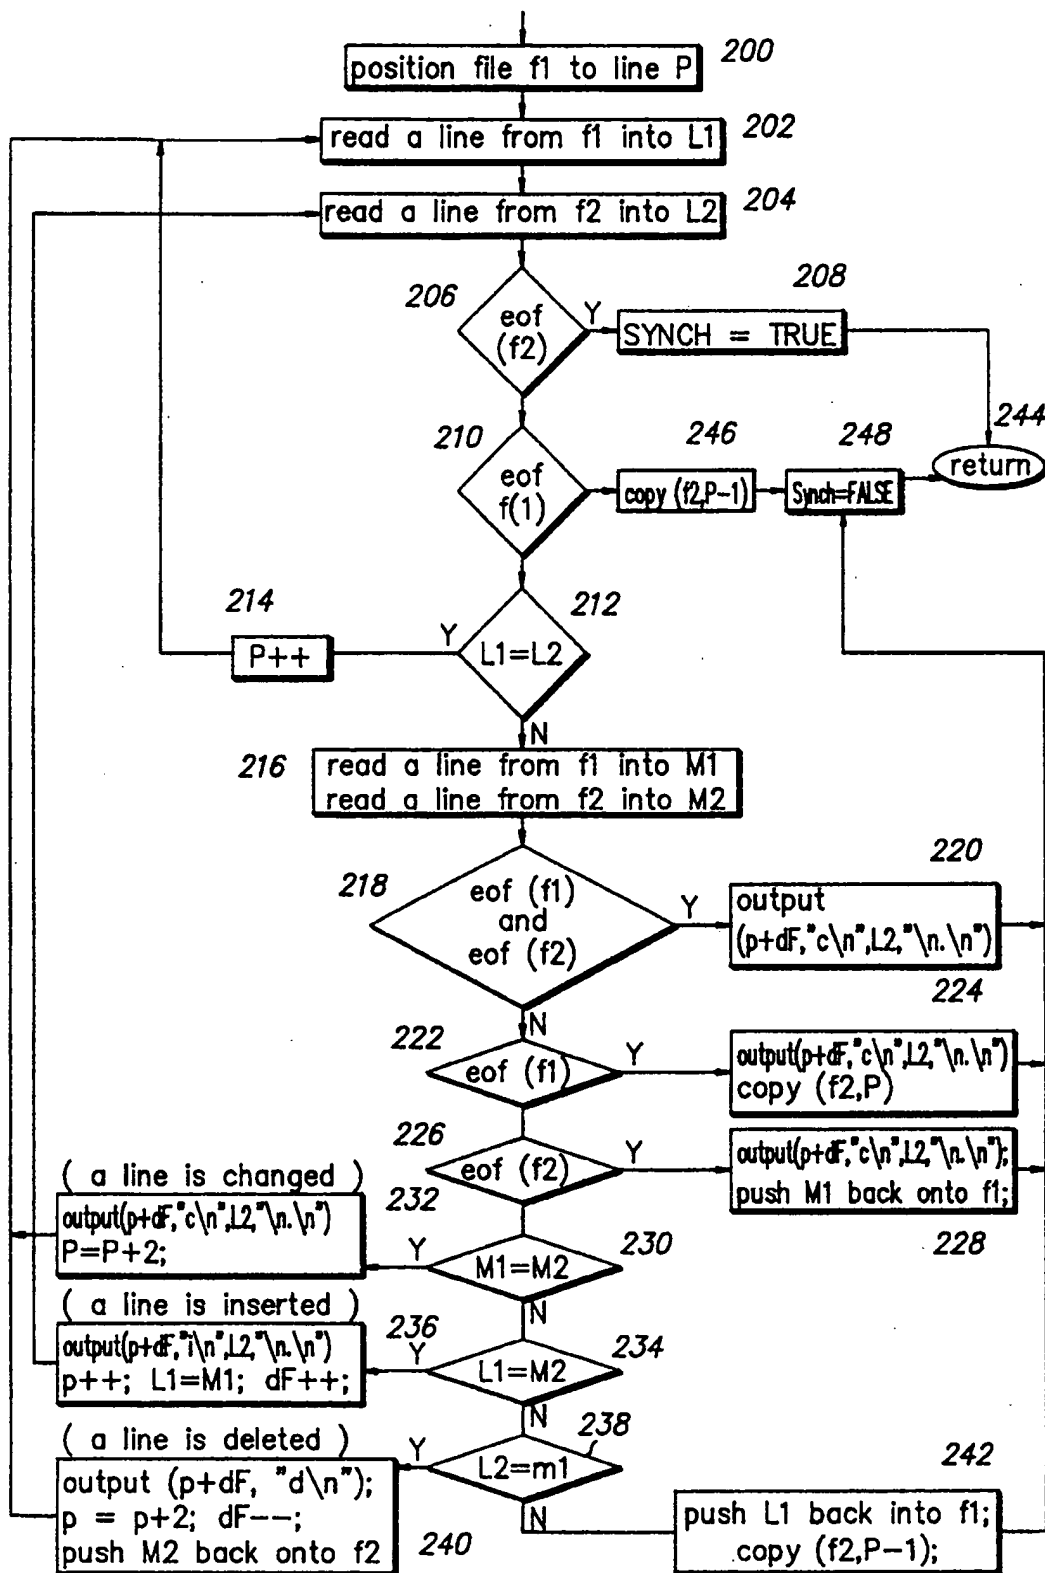 200
position file f1 to line P
202
read a line from f1 into L1
204
read a line from f2 into L2
206
208
eof
(f2)
Y
SYNCH = TRUE
244
return
210
246
248
eof
f(1)
copy (f2,P-1)
Synch=FALSE
214
212
Y
P++
L1=L2
N
216
read a line from f1 into M1
read a line from f2 into M2
218
220
eof (f1)
and
eof (f2)
Y
output
(p+dF,"c\n",L2,"\n.\n")
N
222
224
eof (f1)
Y
output(p+dF,"c\n",L2,"\n.\n")
copy (f2,P)
226
eof (f2)
Y
output(p+dF,"c\n",L2,"\n.\n");
push M1 back onto f1;
228
( a line is changed )
232
output(p+dF,"c\n",L2,"\n.\n")
P=P+2;
230
Y
M1=M2
N
( a line is inserted )
236
output(p+dF,"i\n",L2,"\n.\n")
p++; L1=M1; dF++;
234
Y
L1=M2
N
( a line is deleted )
238
Y
L2=m1
N
output (p+dF, "d\n");
p = p+2; dF--;
push M2 back onto f2
240
242
push L1 back into f1;
copy (f2,P-1);